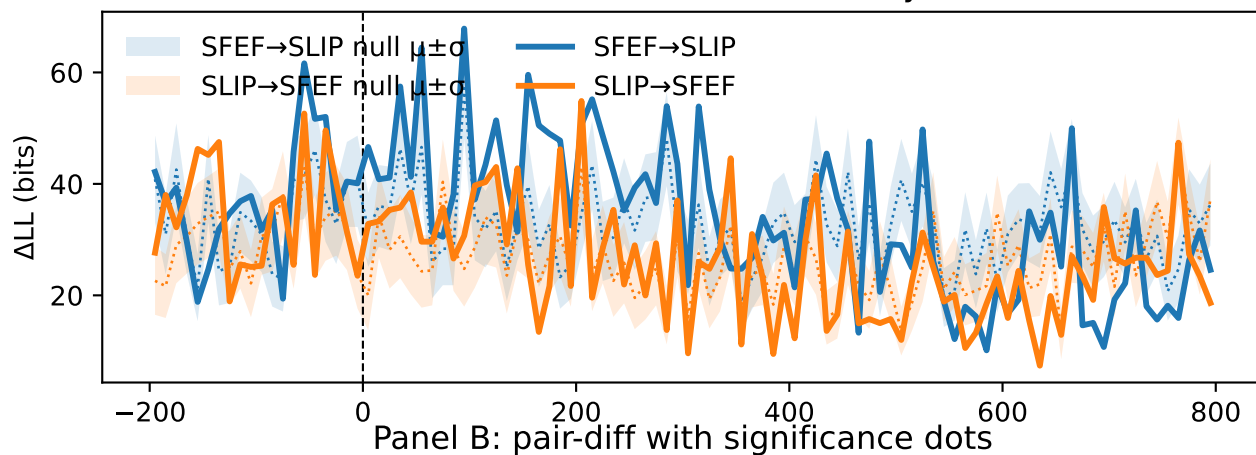 SFEF→SLIP null μ±σ
SFEF→SLIP
SLIP→SFEF null μ±σ
SLIP→SFEF
ΔLL (bits)
60
40
20
−200 0 200 400 600 800
Panel B: pair-diff with significance dots